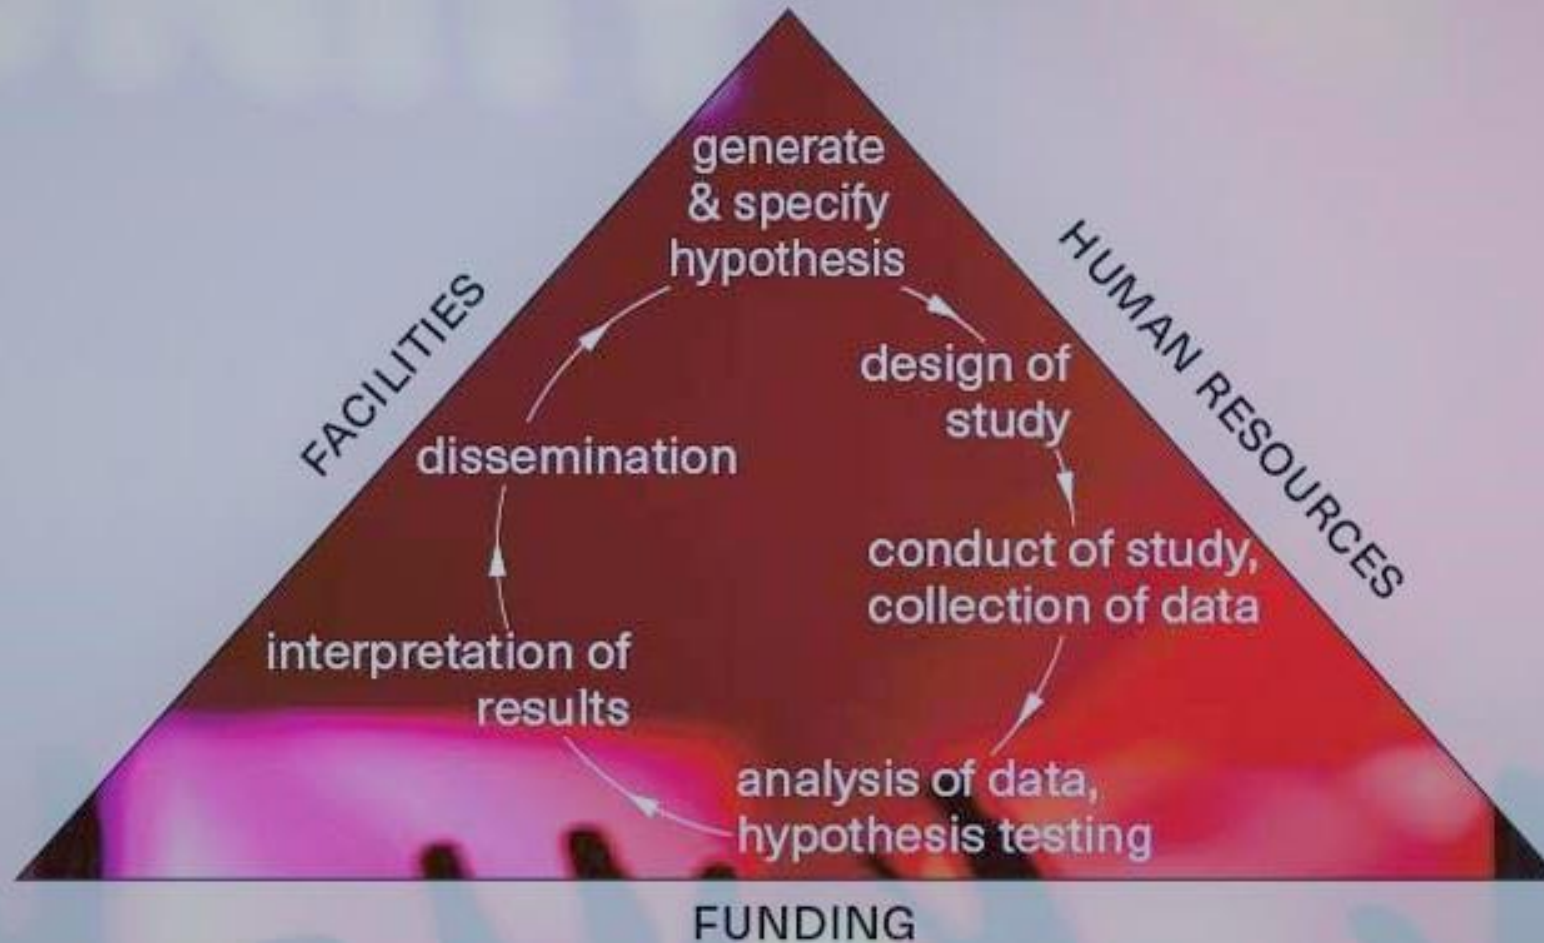 generate
& specify
hypothesis
FACILITIES
HUMAN RESOURCES
design of
study
dissemination
conduct of study,
collection of data
interpretation of
results
analysis of data,
hypothesis testing
FUNDING